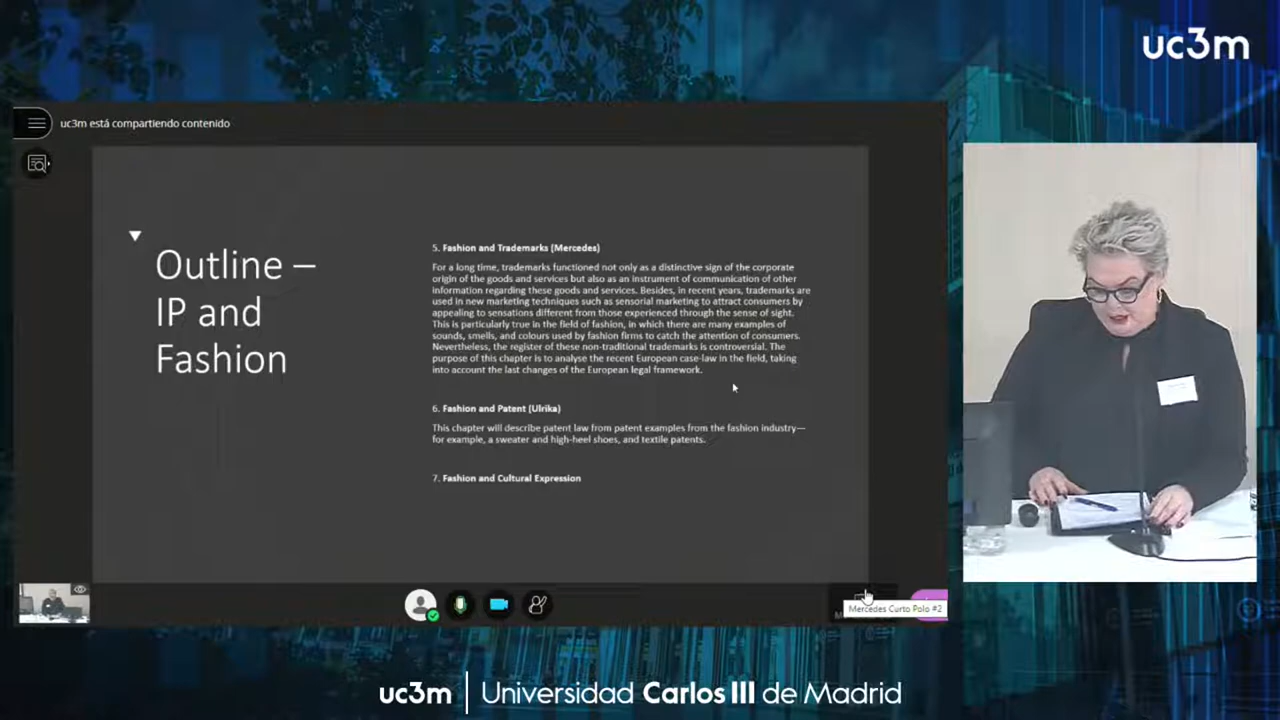 uc3m
uc3m está compartiendo contenido
Outline –
IP and
Fashion
5. Fashion and Trademarks (Mercedes)
For a long time, trademarks functioned not only as a distinctive sign of the corporate
origin of the goods and services but also as an instrument of communication of other
information regarding these goods and services. Besides, in recent years, trademarks are
used in new marketing techniques such as sensorial marketing to attract consumers by
appealing to sensations different from those experienced through the sense of sight.
This is particularly true in the field of fashion, in which there are many examples of
sounds, smells, and colours used by fashion firms to catch the attention of consumers.
Nevertheless, the register of these non-traditional trademarks is controversial. The
purpose of this chapter is to analyse the recent European case-law in the field, taking
into account the last changes of the European legal framework.
6. Fashion and Patent (Ulrika)
This chapter will describe patent law from patent examples from the fashion industry—
for example, a sweater and high-heel shoes, and textile patents.
7. Fashion and Cultural Expression
Mercedes Curto Polo #2
uc3m | Universidad Carlos III de Madrid